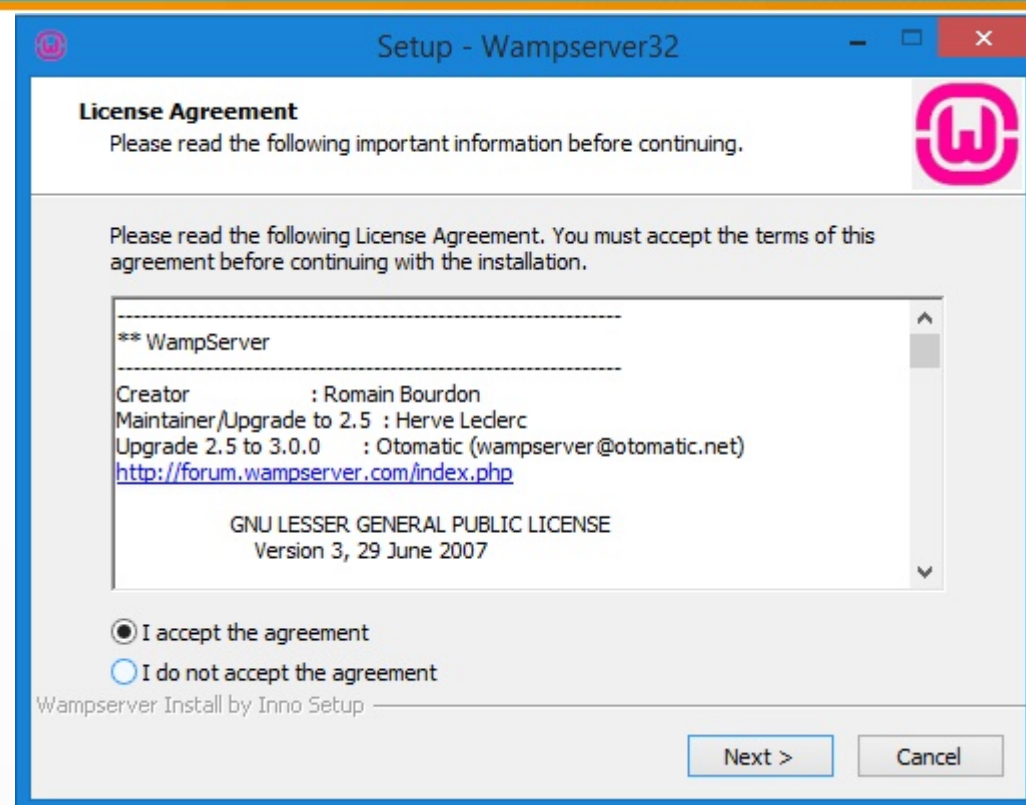 Setup - Wampserver32
License Agreement
Please read the following important information before continuing.
Please read the following License Agreement. You must accept the terms of this
agreement before continuing with the installation.
-----------------------------------------------------------------
** WampServer
-----------------------------------------------------------------
Creator : Romain Bourdon
Maintainer/Upgrade to 2.5 : Herve Leclerc
Upgrade 2.5 to 3.0.0 : Otomatic (wampserver@otomatic.net)
http://forum.wampserver.com/index.php
GNU LESSER GENERAL PUBLIC LICENSE
Version 3, 29 June 2007
I accept the agreement
I do not accept the agreement
Wampserver Install by Inno Setup
Next >
Cancel